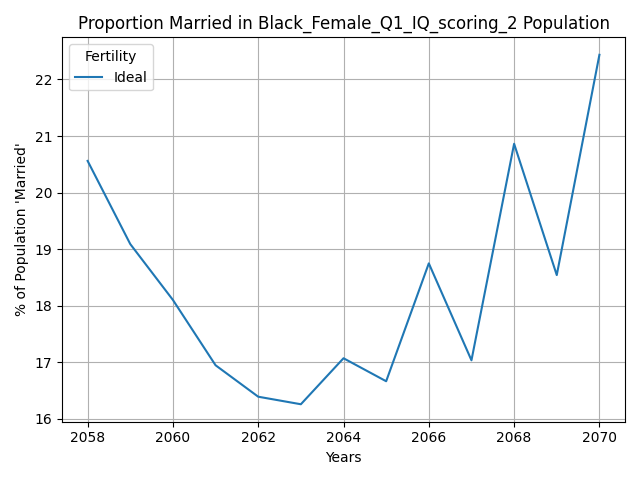 Proportion Married in Black_Female_Q1_IQ_scoring_2 Population
Fertility
Ideal
% of Population 'Married'
22
21
20
19
18
17
16
2058
2060
2062
2064
2066
2068
2070
Years